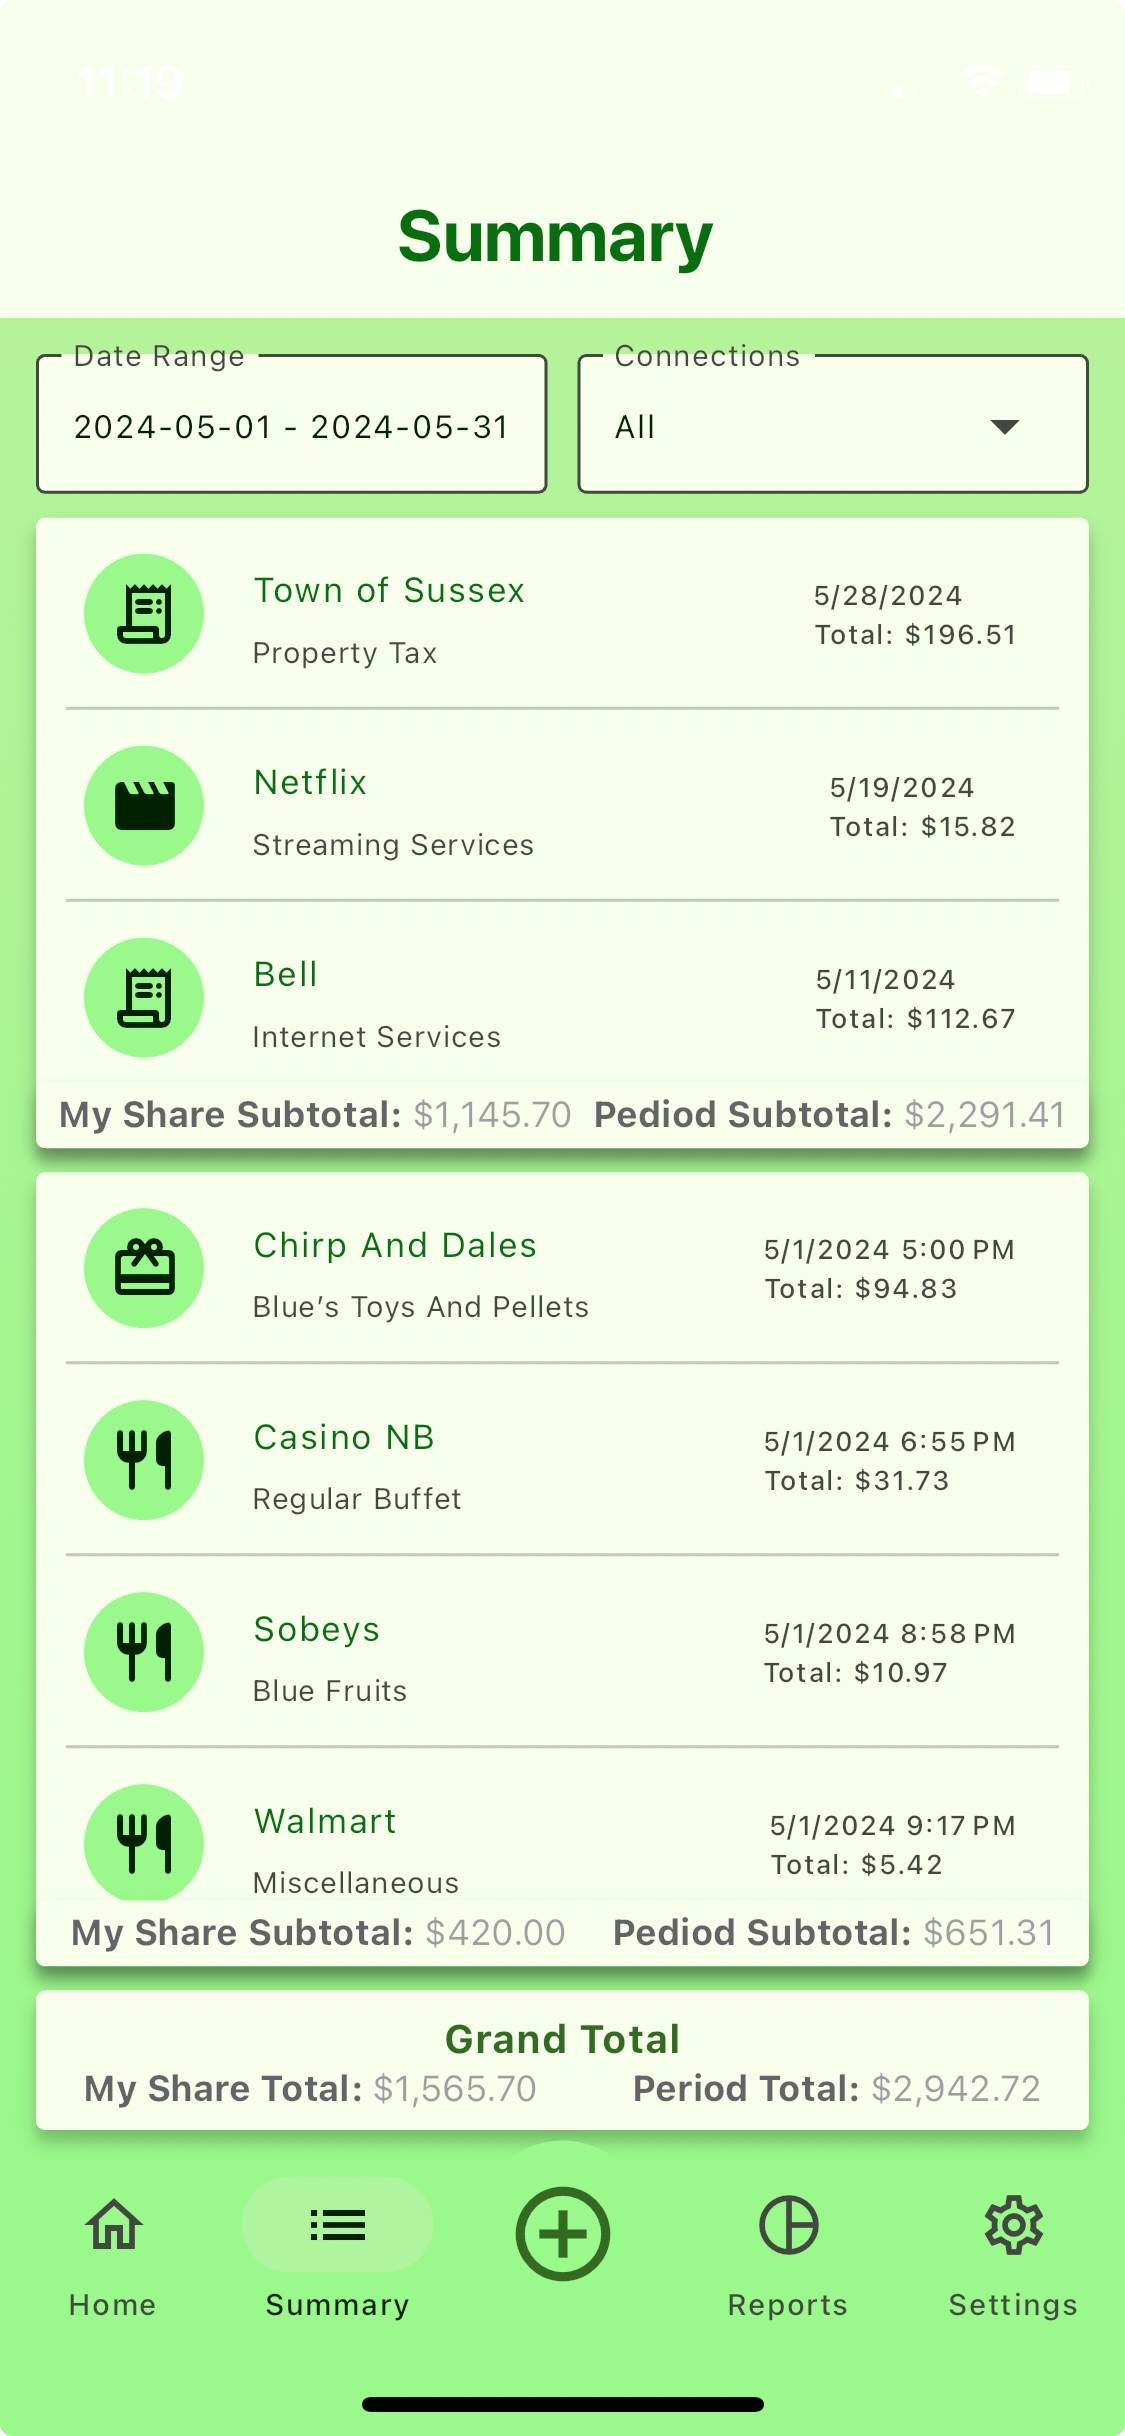 11:19
Summary
Date Range
2024-05-01 - 2024-05-31
Connections
All
Town of Sussex
Property Tax
5/28/2024
Total: $196.51
Netflix
Streaming Services
5/19/2024
Total: $15.82
Bell
Internet Services
5/11/2024
Total: $112.67
My Share Subtotal: $1,145.70 Pediod Subtotal: $2,291.41
Chirp And Dales
Blue’s Toys And Pellets
5/1/2024 5:00 PM
Total: $94.83
Casino NB
Regular Buffet
5/1/2024 6:55 PM
Total: $31.73
Sobeys
Blue Fruits
5/1/2024 8:58 PM
Total: $10.97
Walmart
Miscellaneous
5/1/2024 9:17 PM
Total: $5.42
My Share Subtotal: $420.00 Pediod Subtotal: $651.31
Grand Total
My Share Total: $1,565.70 Period Total: $2,942.72
Home
Summary
Reports
Settings